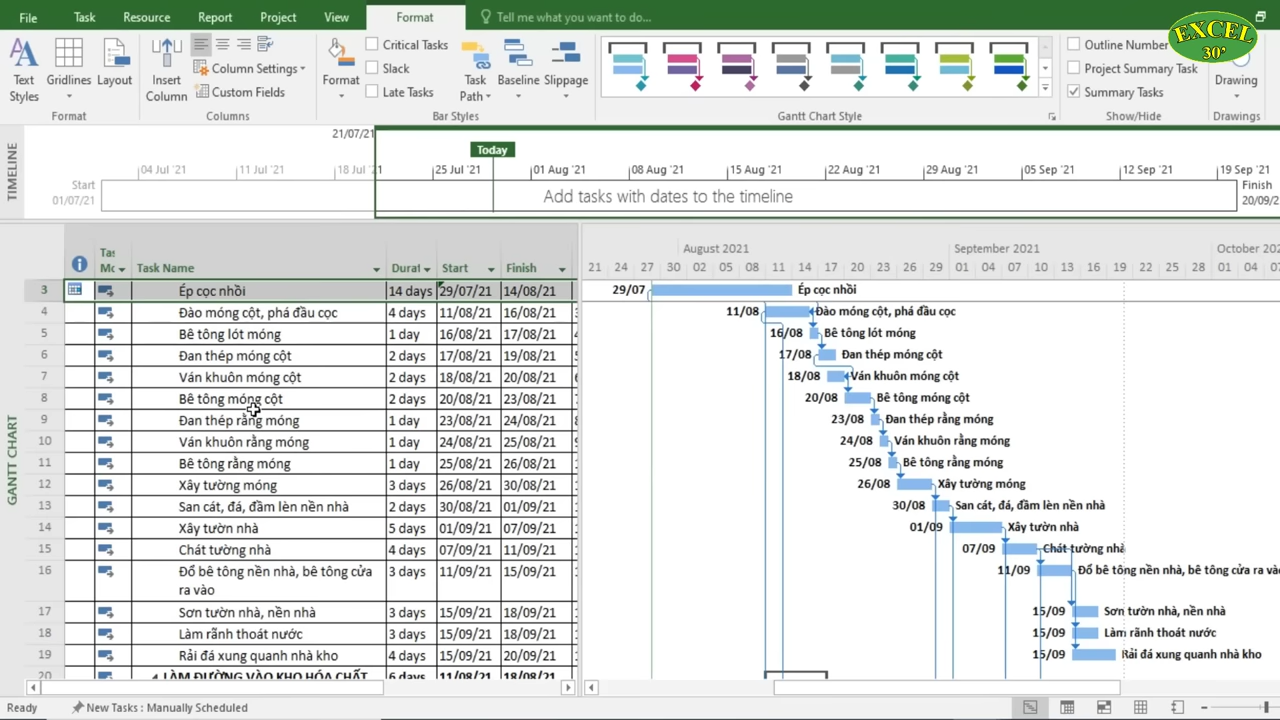 File Task Resource Report Project View Format Tell me what you want to do...
EXCEL
30'
Critical Tasks
Slack
Late Tasks
Column Settings
Custom Fields
Outline Number
Project Summary Task
Summary Tasks
Text Styles
Gridlines
Layout
Insert Column
Format
Task Path
Baseline
Slippage
Drawing
Format Columns Bar Styles Gantt Chart Style Show/Hide Drawings
TIMELINE
21/07/21
Today
04 Jul '21 11 Jul '21 18 Jul '21 25 Jul '21 01 Aug '21 08 Aug '21 15 Aug '21 22 Aug '21 29 Aug '21 05 Sep '21 12 Sep '21 19 Sep '21
Start
01/07/21
Add tasks with dates to the timeline
Finish
20/09/2
GANTT CHART
Task Name Start Finish
August 2021 September 2021
21 24 27 30 02 05 08 11 14 17 20 23 26 29 01 04 07 10 13 16 19 22 25 28 01 04 07
3 Ép cọc nhồi 14 days 29/07/21 14/08/21
4 Đào móng cột, phá đầu cọc 4 days 11/08/21 16/08/21
5 Bê tông lót móng 1 day 16/08/21 17/08/21
6 Đan thép móng cột 2 days 17/08/21 19/08/21
7 Ván khuôn móng cột 2 days 18/08/21 20/08/21
8 Bê tông móng cột 2 days 20/08/21 23/08/21
9 Đan thép rằng móng 1 day 23/08/21 24/08/21
10 Ván khuôn rằng móng 1 day 24/08/21 25/08/21
11 Bê tông rằng móng 1 day 25/08/21 26/08/21
12 Xây tường móng 3 days 26/08/21 30/08/21
13 San cát, đá, đầm lèn nền nhà 2 days 30/08/21 01/09/21
14 Xây tườn nhà 5 days 01/09/21 07/09/21
15 Chát tường nhà 4 days 07/09/21 11/09/21
16 Đổ bê tông nền nhà, bê tông cửa ra vào 3 days 11/09/21 15/09/21
17 Sơn tườn nhà, nền nhà 3 days 15/09/21 18/09/21
18 Làm rãnh thoát nước 3 days 15/09/21 18/09/21
19 Rải đá xung quanh nhà kho 4 days 15/09/21 20/09/21
20 LÀM ĐƯỜNG VÀO KHO HÓA CHẤT 6 days 11/08/21 18/08/21
29/07 Ép cọc nhồi
11/08 Đào móng cột, phá đầu cọc
16/08 Bê tông lót móng
17/08 Đan thép móng cột
18/08 Ván khuôn móng cột
20/08 Bê tông móng cột
23/08 Đan thép rằng móng
24/08 Ván khuôn rằng móng
25/08 Bê tông rằng móng
26/08 Xây tường móng
30/08 San cát, đá, đầm lèn nền nhà
01/09 Xây tườn nhà
07/09 Chát tường nhà
11/09 Đổ bê tông nền nhà, bê tông cửa
15/09 Sơn tườn nhà, nền nhà
15/09 Làm rãnh thoát nước
15/09 Rải đá xung quanh nhà kho
Ready New Tasks : Manually Scheduled